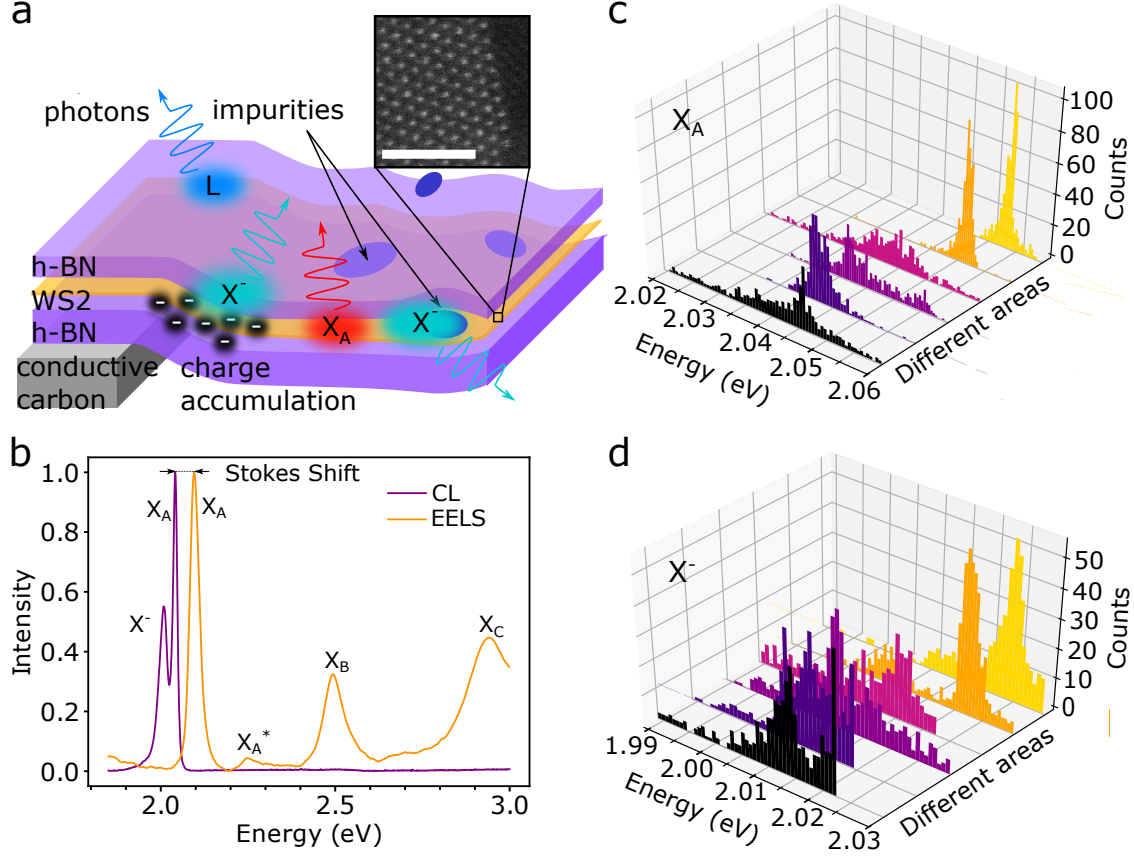 a
photons
impurities
L
h-BN
WS2
h-BN
X-
XA
X-
- - - - - - -
conductive
carbon
charge
accumulation
b
Stokes Shift
XA
XA
CL
EELS
X-
XC
XB
XA*
Intensity
1.0
0.8
0.6
0.4
0.2
0.0
2.0
2.5
3.0
Energy (eV)
c
XA
100
80
60
40
20
0
Counts
2.02
2.03
2.04
2.05
2.06
Energy (eV)
Different areas
d
X-
50
40
30
20
10
0
Counts
1.99
2.00
2.01
2.02
2.03
Energy (eV)
Different areas